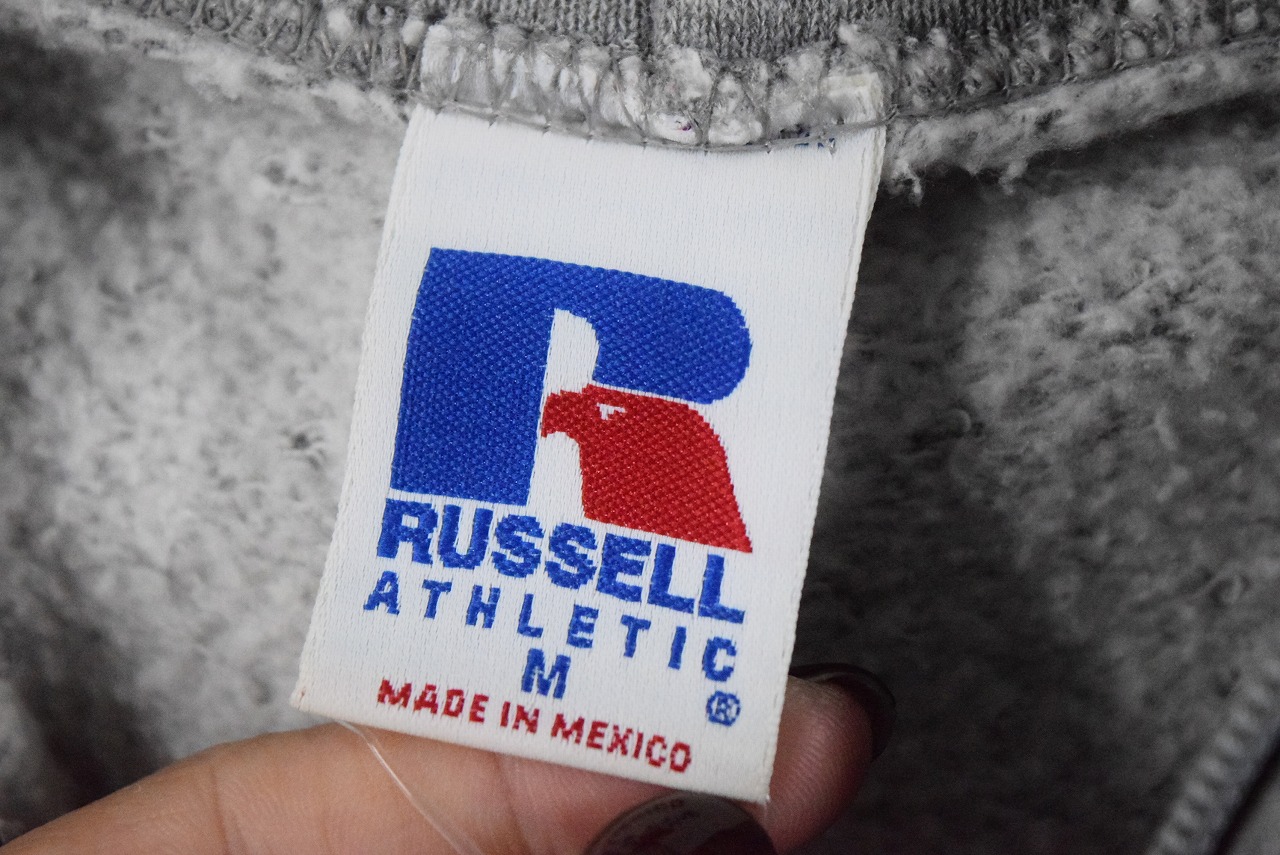 RUSSELL
ATHLETIC
M
®
MADE IN MEXICO